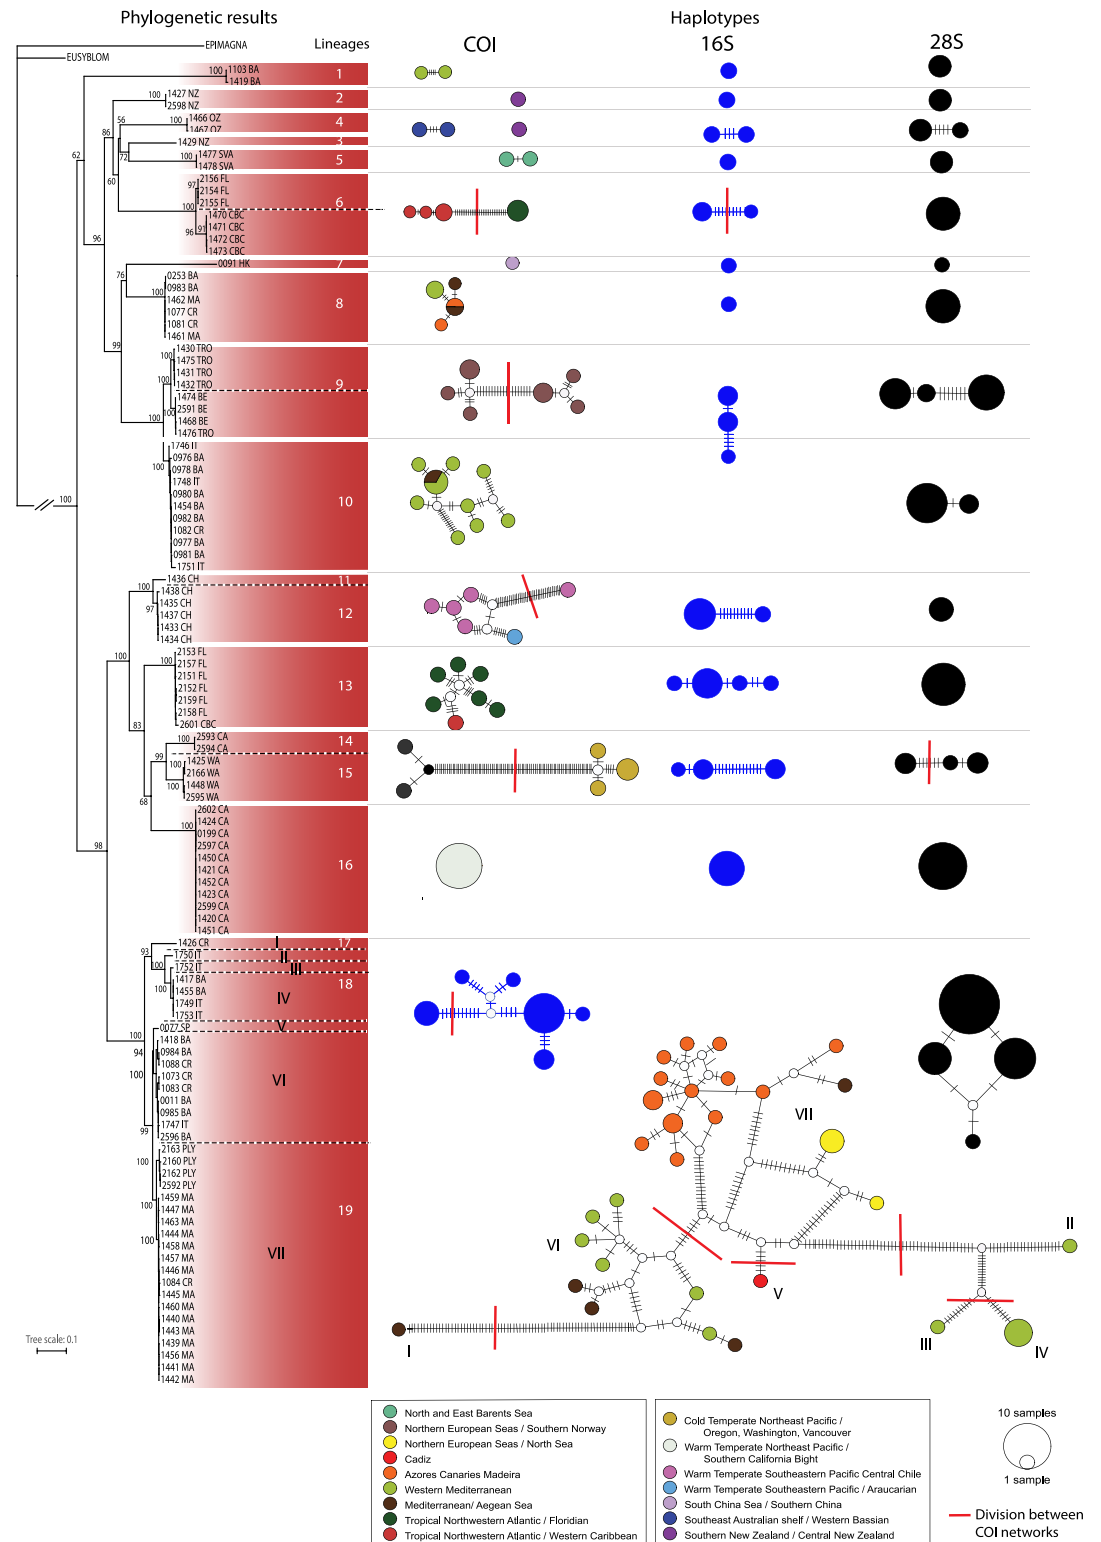 Phylogenetic results
Haplotypes
Lineages
COI
16S
28S
EPIMAGNA
EUSYBLOM
100
1103 BA
1419 BA
1
100
1427 NZ
2598 NZ
2
86
56
100
1466 OZ
1467 OZ
4
72
1429 NZ
3
62
1477 SVA
100
1478 SVA
5
60
2156 FL
97
2154 FL
2155 FL
6
100
1470 CBC
96
91
1471 CBC
1472 CBC
1473 CBC
96
76
0091 HK
7
0253 BA
0983 BA
100
1462 MA
1077 CR
1081 CR
1461 MA
8
99
1430 TRO
100
1475 TRO
1431 TRO
100
1432 TRO
9
1474 BE
100
2591 BE
100
1468 BE
1476 TRO
1746 IT
0976 BA
100
0978 BA
1748 IT
0980 BA
1454 BA
0982 BA
1082 CR
0977 BA
0981 BA
1751 IT
10
100
1436 CH
11
100
1438 CH
1435 CH
97
1437 CH
1433 CH
1434 CH
12
100
2153 FL
100
2157 FL
2151 FL
2152 FL
2159 FL
2158 FL
2601 CBC
13
83
2593 CA
2594 CA
14
99
1425 WA
2166 WA
100
1448 WA
2595 WA
15
68
2602 CA
1424 CA
100
0199 CA
2597 CA
1450 CA
1421 CA
1452 CA
1423 CA
2599 CA
1420 CA
1451 CA
16
98
1426 CR
I
17
93
1750 IT
II
100
1752 IT
III
1417 BA
100
1455 BA
1749 IT
1753 IT
18
IV
0077 SP
V
100
1418 BA
94
0984 BA
1088 CR
100
1073 CR
1083 CR
0011 BA
0985 BA
1747 IT
99
2596 BA
VI
2163 PLY
100
2160 PLY
2162 PLY
2592 PLY
1459 MA
100
1447 MA
1463 MA
1444 MA
100
1458 MA
1457 MA
1446 MA
1084 CR
1445 MA
1460 MA
1440 MA
1443 MA
1439 MA
1456 MA
1441 MA
1442 MA
19
VII
VII
VI
V
II
I
III
IV
Tree scale: 0.1
North and East Barents Sea
Northern European Seas / Southern Norway
Northern European Seas / North Sea
Cadiz
Azores Canaries Madeira
Western Mediterranean
Mediterranean/ Aegean Sea
Tropical Northwestern Atlantic / Floridian
Tropical Northwestern Atlantic / Western Caribbean
Cold Temperate Northeast Pacific /
Oregon, Washington, Vancouver
Warm Temperate Northeast Pacific /
Southern California Bight
Warm Temperate Southeastern Pacific Central Chile
Warm Temperate Southeastern Pacific / Araucarian
South China Sea / Southern China
Southeast Australian shelf / Western Bassian
Southern New Zealand / Central New Zealand
10 samples
1 sample
Division between
COI networks